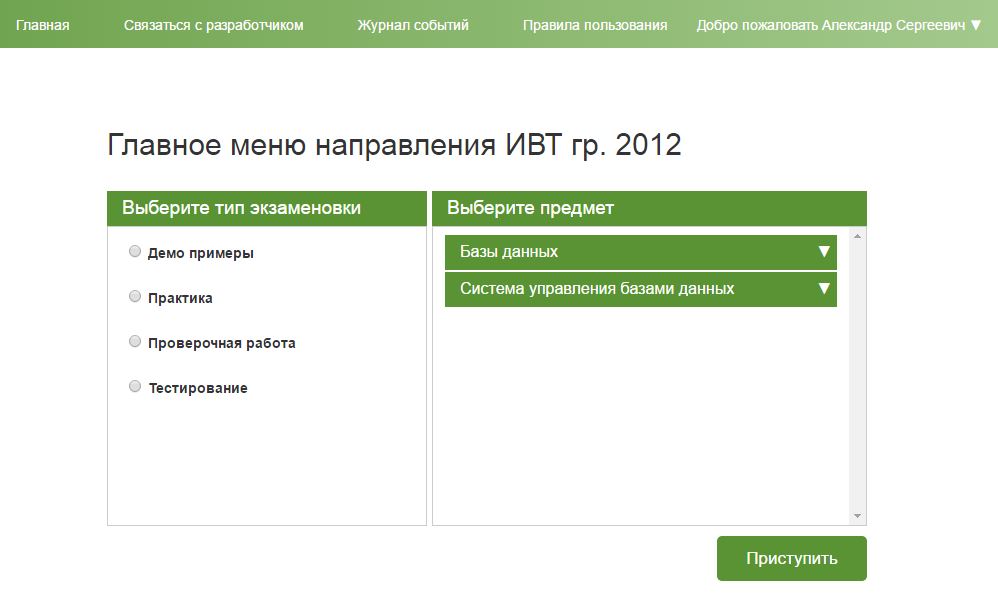 Главная Связаться с разработчиком Журнал событий Правила пользования Добро пожаловать Александр Сергеевич ▼
Главное меню направления ИВТ гр. 2012
Выберите тип экзаменовки
Демо примеры
Практика
Проверочная работа
Тестирование
Выберите предмет
Базы данных ▼
Система управления базами данных ▼
Приступить